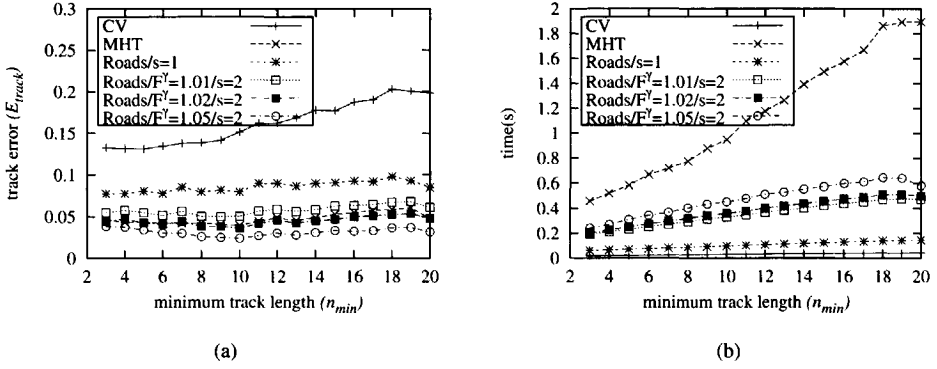 0.3
0.25
0.2
0.15
0.1
0.05
0
track error (E_track)
CV
MHT
Roads/s=1
Roads/F^γ=1.01/s=2
Roads/F^γ=1.02/s=2
Roads/F^γ=1.05/s=2
2 4 6 8 10 12 14 16 18 20
minimum track length (n_min)
(a)
2
1.8
1.6
1.4
1.2
1
0.8
0.6
0.4
0.2
0
time(s)
CV
MHT
Roads/s=1
Roads/F^γ=1.01/s=2
Roads/F^γ=1.02/s=2
Roads/F^γ=1.05/s=2
2 4 6 8 10 12 14 16 18 20
minimum track length (n_min)
(b)